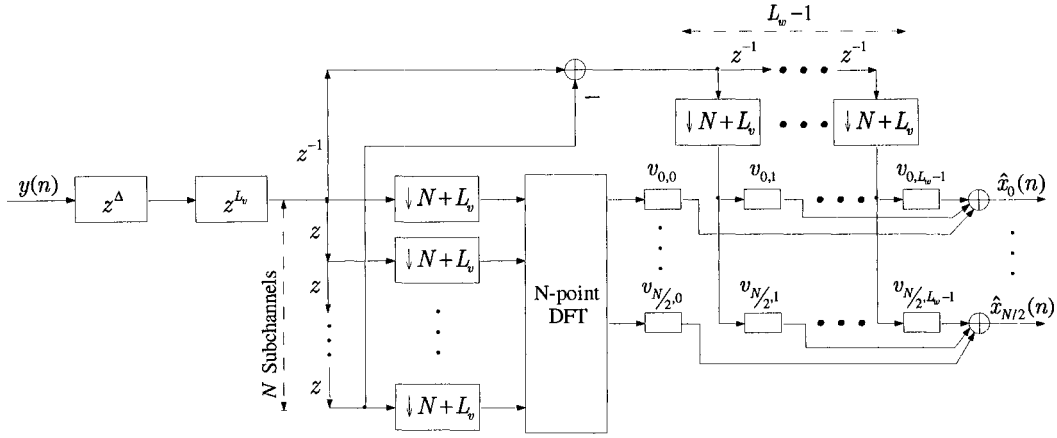 L_w − 1
z^{-1}
z^{-1}
−
↓ N + L_v
↓ N + L_v
z^{-1}
y(n)
z^Δ
z^{L_v}
↓ N + L_v
v_{0,0}
v_{0,1}
v_{0,L_w−1}
x̂_0(n)
z
↓ N + L_v
z
N-point
DFT
N Subchannels
v_{N/2,0}
v_{N/2,1}
v_{N/2,L_w−1}
x̂_{N/2}(n)
z
↓ N + L_v